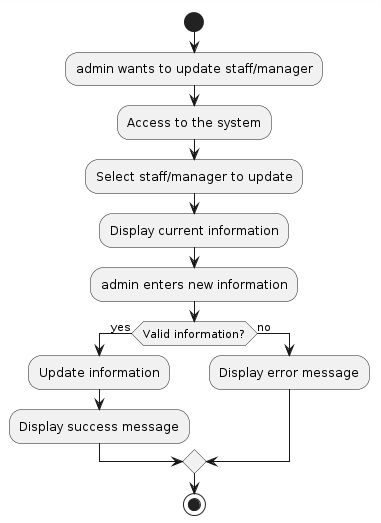 admin wants to update staff/manager
Access to the system
Select staff/manager to update
Display current information
admin enters new information
Valid information?
yes
no
Update information
Display error message
Display success message